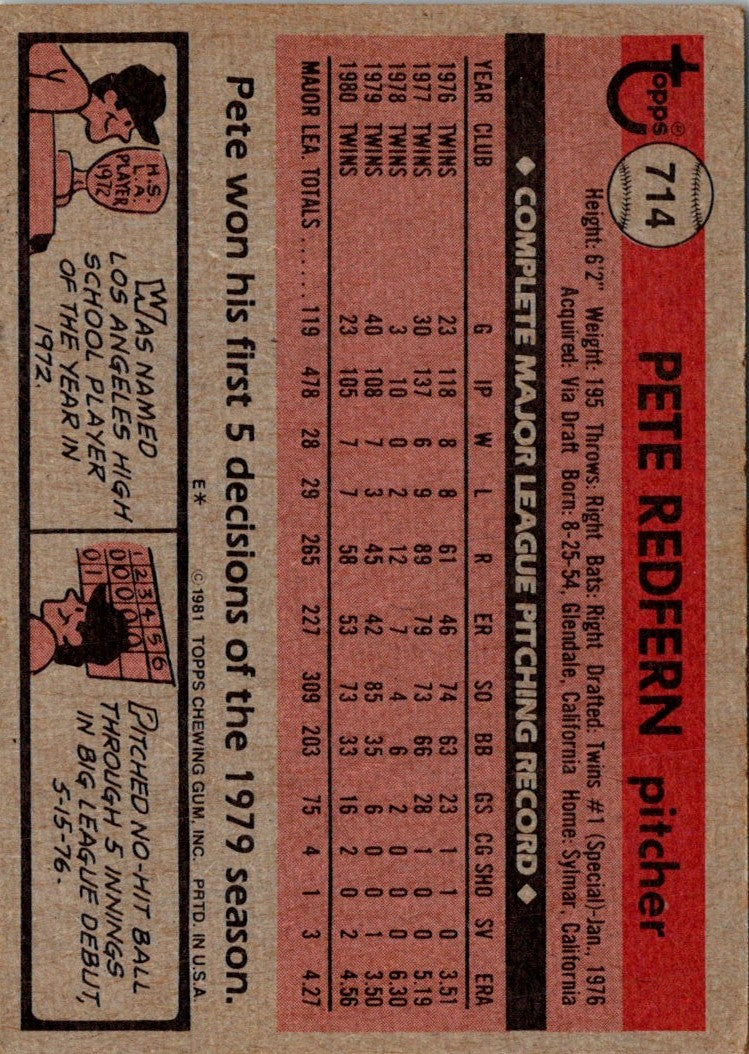 topps®
714
PETE REDFERN pitcher
Height: 6'2" Weight: 195 Throws: Right Bats: Right Drafted: Twins #1 (Special)-Jan., 1976
Acquired: Via Draft Born: 8-25-54, Glendale, California Home: Sylmar, California
◆ COMPLETE MAJOR LEAGUE PITCHING RECORD ◆
YEAR CLUB G IP W L R ER SO BB GS CG SHO SV ERA
1976 TWINS 23 118 8 8 61 46 74 63 23 1 1 0 3.51
1977 TWINS 30 137 6 9 89 79 73 66 28 1 0 0 5.19
1978 TWINS 3 10 0 2 12 7 4 6 2 0 0 0 6.30
1979 TWINS 40 108 7 3 45 42 85 35 6 0 0 1 3.50
1980 TWINS 23 105 7 7 58 53 73 33 16 2 0 2 4.56
MAJOR LEA. TOTALS ....... 119 478 28 29 265 227 309 203 75 4 1 3 4.27
Pete won his first 5 decisions of the 1979 season.
E* © 1981 TOPPS CHEWING GUM, INC. PRTD. IN U.S.A.
H.S.
L.A.
PLAYER
1972
WAS NAMED
LOS ANGELES HIGH
SCHOOL PLAYER
OF THE YEAR IN
1972.
1 2 3 4 5 6
0 0 0 0 0
0 1
PITCHED NO-HIT BALL
THROUGH 5 INNINGS
IN BIG LEAGUE DEBUT,
5-15-76.